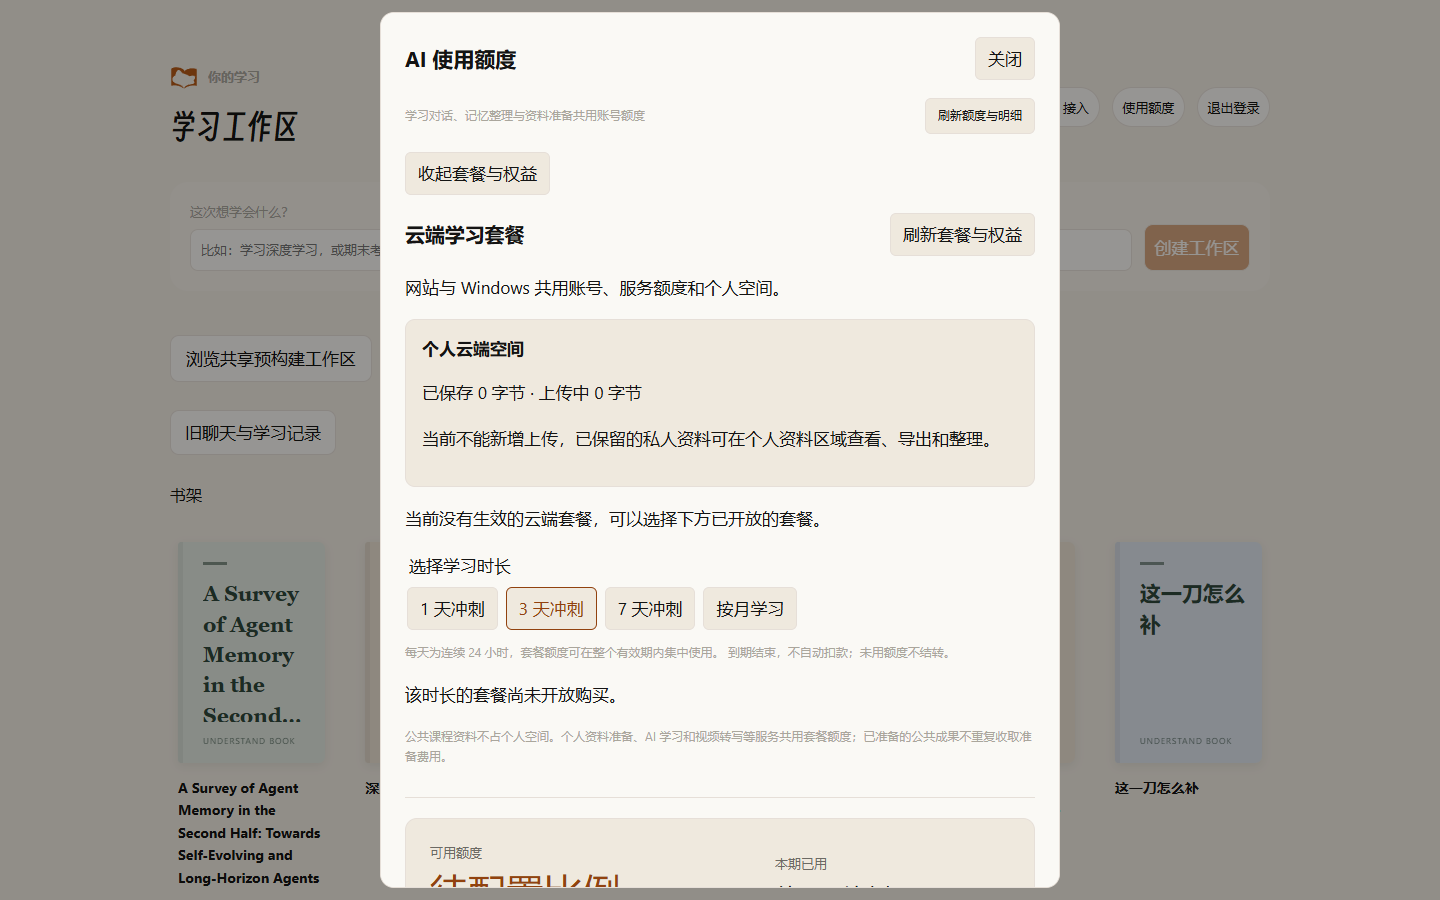 你的学习
学习工作区
接入
使用额度
退出登录
这次想学会什么？
比如：学习深度学习，或期末考
创建工作区
浏览共享预构建工作区
旧聊天与学习记录
书架
A Survey
of Agent
Memory
in the
Second...
UNDERSTAND BOOK
A Survey of Agent
Memory in the
Second Half: Towards
Self-Evolving and
Long-Horizon Agents
深
这一刀怎么
补
UNDERSTAND BOOK
这一刀怎么补
AI 使用额度
关闭
学习对话、记忆整理与资料准备共用账号额度
刷新额度与明细
收起套餐与权益
云端学习套餐
刷新套餐与权益
网站与 Windows 共用账号、服务额度和个人空间。
个人云端空间
已保存 0 字节 · 上传中 0 字节
当前不能新增上传，已保留的私人资料可在个人资料区域查看、导出和整理。
当前没有生效的云端套餐，可以选择下方已开放的套餐。
选择学习时长
1 天冲刺
3 天冲刺
7 天冲刺
按月学习
每天为连续 24 小时，套餐额度可在整个有效期内集中使用。 到期结束，不自动扣款；未用额度不结转。
该时长的套餐尚未开放购买。
公共课程资料不占个人空间。个人资料准备、AI 学习和视频转写等服务共用套餐额度；已准备的公共成果不重复收取准
备费用。
可用额度
待配置比例
本期已用